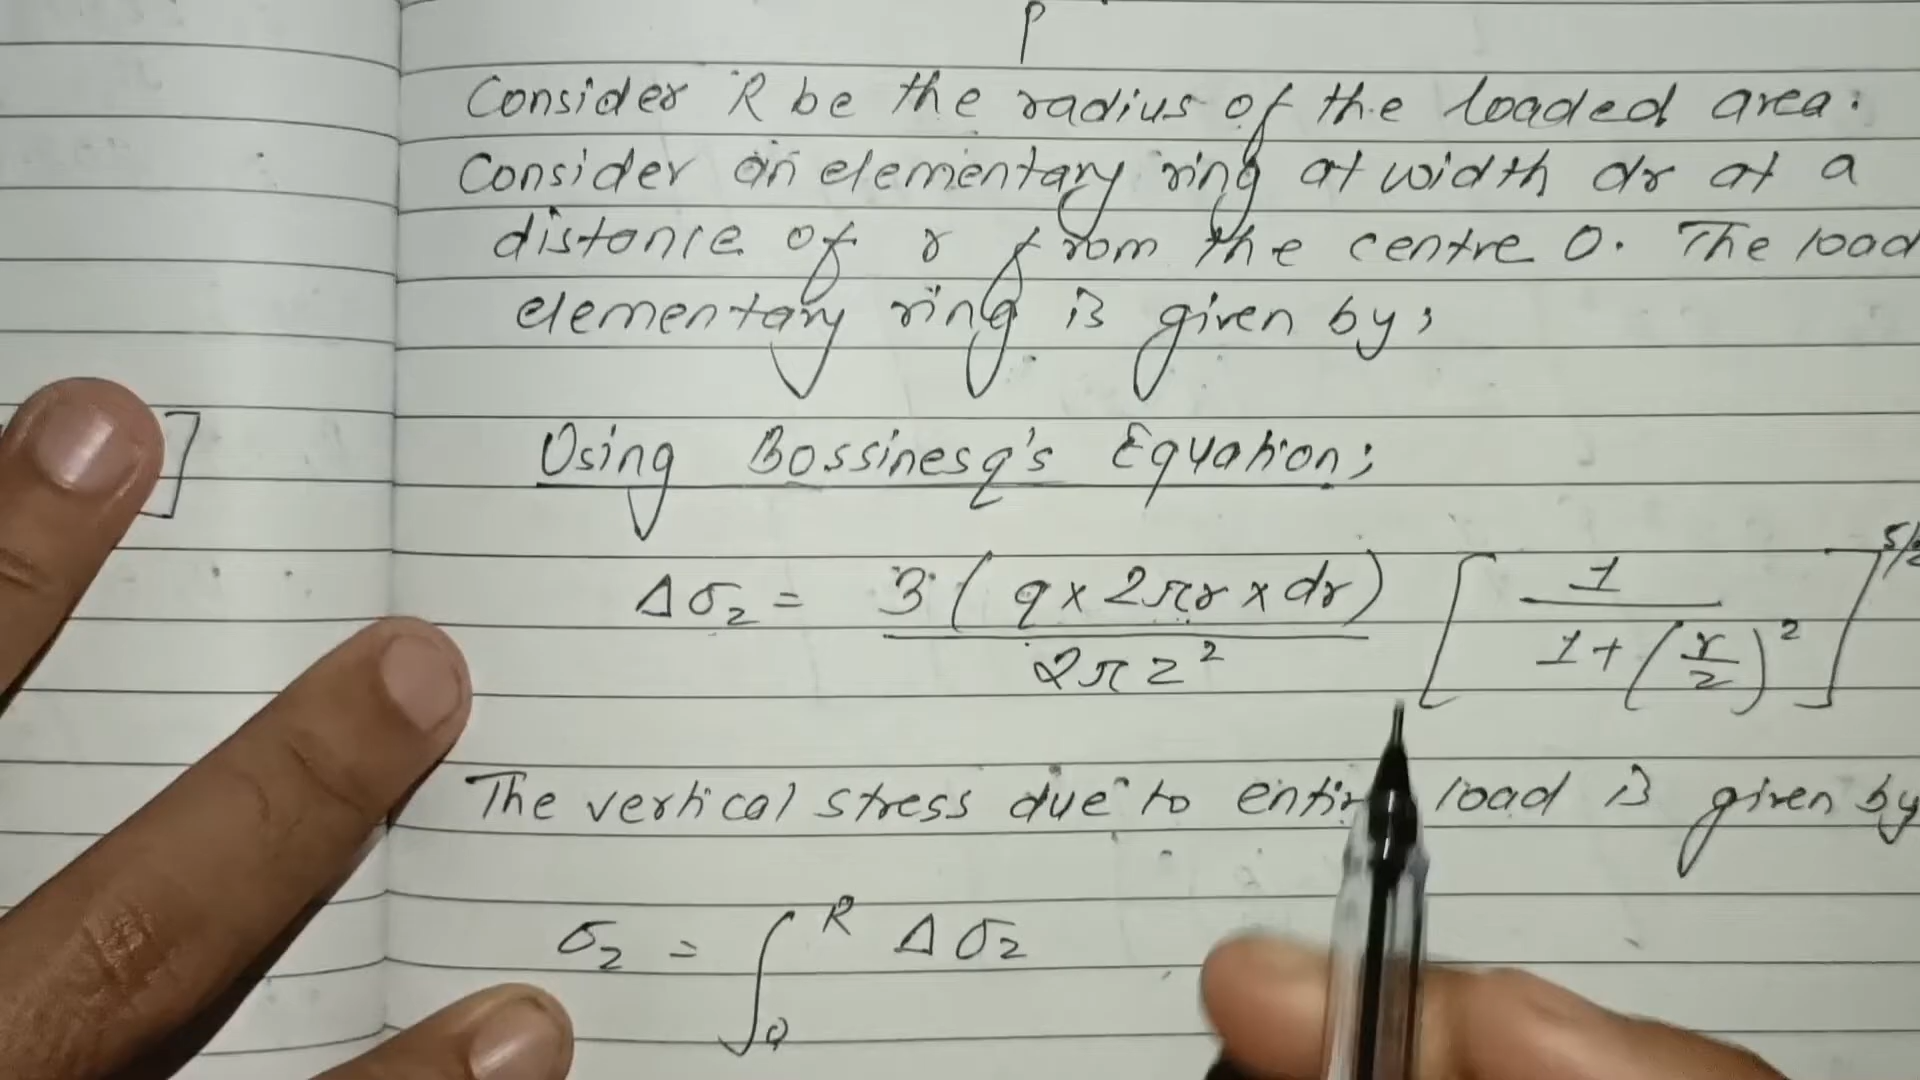 P
Consider R be the radius of the loaded area.
Consider an elementary ring at width dr at a
distance of r from the centre O. The load
elementary ring is given by;
]
Using Bossinesq's Equation;
Δσz = 3 (q × 2πr × dr) / 2πz² [ 1 / 1 + (r/z)² ]^5/2
The vertical stress due to entire load is given by
σz = ∫₀^R Δσz